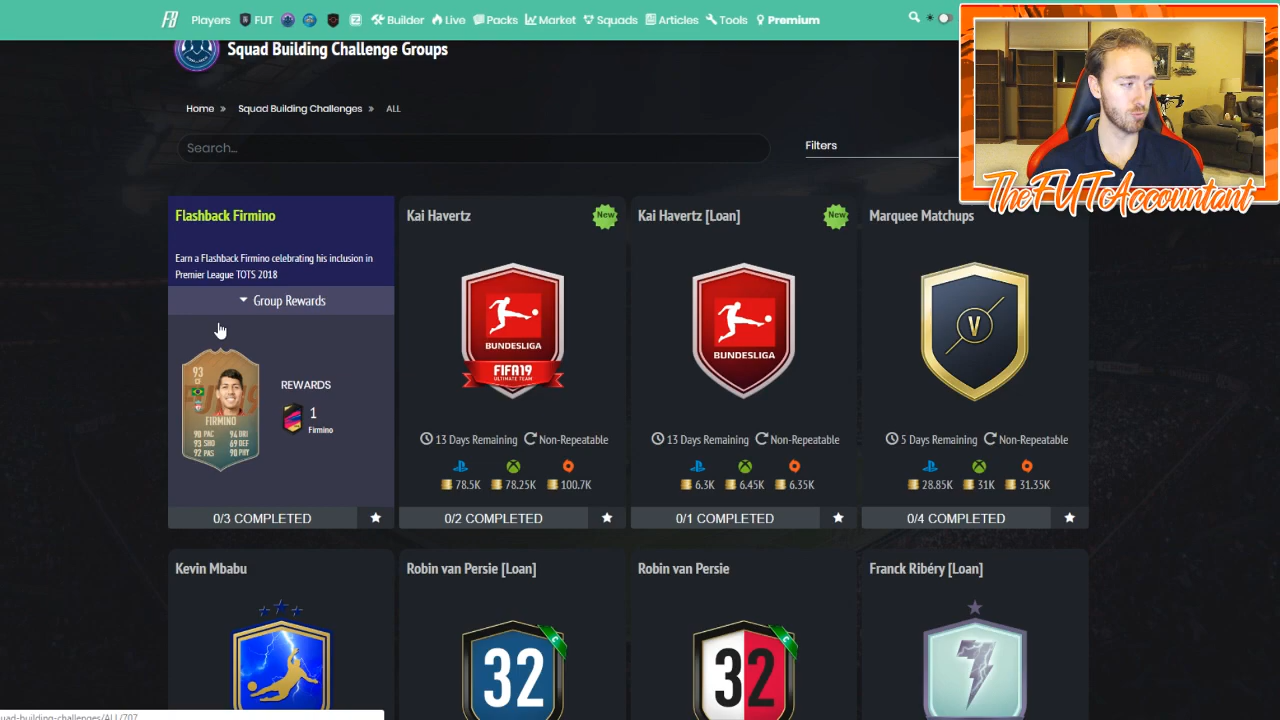 F8 Players FUT Builder Live Packs Market Squads Articles Tools Premium
Squad Building Challenge Groups
Home » Squad Building Challenges » ALL
Search...
Filters
TheFUTAccountant
Flashback Firmino
Earn a Flashback Firmino celebrating his inclusion in
Premier League TOTS 2018
Group Rewards
93
FIRMINO
90 PAC 94 DRI
93 SHO 69 DEF
92 PAS 90 PHY
REWARDS
1
Firmino
0/3 COMPLETED
Kai Havertz
New
BUNDESLIGA
FIFA19
ULTIMATE TEAM
13 Days Remaining Non-Repeatable
78.5K 78.25K 100.7K
0/2 COMPLETED
Kai Havertz [Loan]
New
BUNDESLIGA
13 Days Remaining Non-Repeatable
6.3K 6.45K 6.35K
0/1 COMPLETED
Marquee Matchups
V
5 Days Remaining Non-Repeatable
28.85K 31K 31.35K
0/4 COMPLETED
Kevin Mbabu
Robin van Persie [Loan]
32
C
Robin van Persie
32
C
Franck Ribéry [Loan]
uad-building-challenges/ALL/707